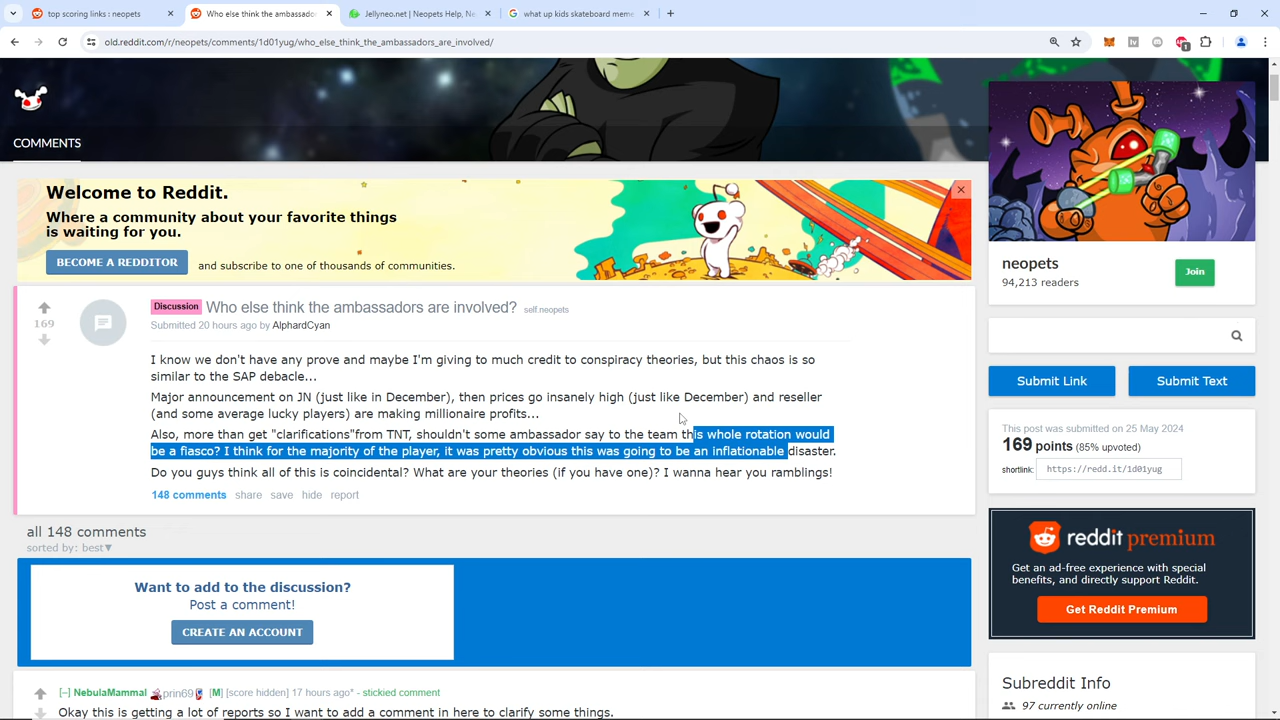 top scoring links : neopets
Who else think the ambassado
Jellyneo.net | Neopets Help, Ne
what up kids skateboard meme
old.reddit.com/r/neopets/comments/1d01yug/who_else_think_the_ambassadors_are_involved/
1
COMMENTS
Welcome to Reddit.
Where a community about your favorite things
is waiting for you.
BECOME A REDDITOR
and subscribe to one of thousands of communities.
neopets
Join
94,213 readers
169
Discussion Who else think the ambassadors are involved? self.neopets
Submitted 20 hours ago by AlphardCyan
I know we don't have any prove and maybe I'm giving to much credit to conspiracy theories, but this chaos is so
similar to the SAP debacle...
Major announcement on JN (just like in December), then prices go insanely high (just like December) and reseller
(and some average lucky players) are making millionaire profits...
Also, more than get "clarifications"from TNT, shouldn't some ambassador say to the team this whole rotation would
be a fiasco? I think for the majority of the player, it was pretty obvious this was going to be an inflationable disaster.
Do you guys think all of this is coincidental? What are your theories (if you have one)? I wanna hear you ramblings!
148 comments share save hide report
Submit Link
Submit Text
This post was submitted on 25 May 2024
169 points (85% upvoted)
shortlink: https://redd.it/1d01yug
all 148 comments
sorted by: best▼
Want to add to the discussion?
Post a comment!
CREATE AN ACCOUNT
reddit premium
Get an ad-free experience with special
benefits, and directly support Reddit.
Get Reddit Premium
[–] NebulaMammal prin69 [M] [score hidden] 17 hours ago* - stickied comment
Okay this is getting a lot of reports so I want to add a comment in here to clarify some things.
Subreddit Info
97 currently online